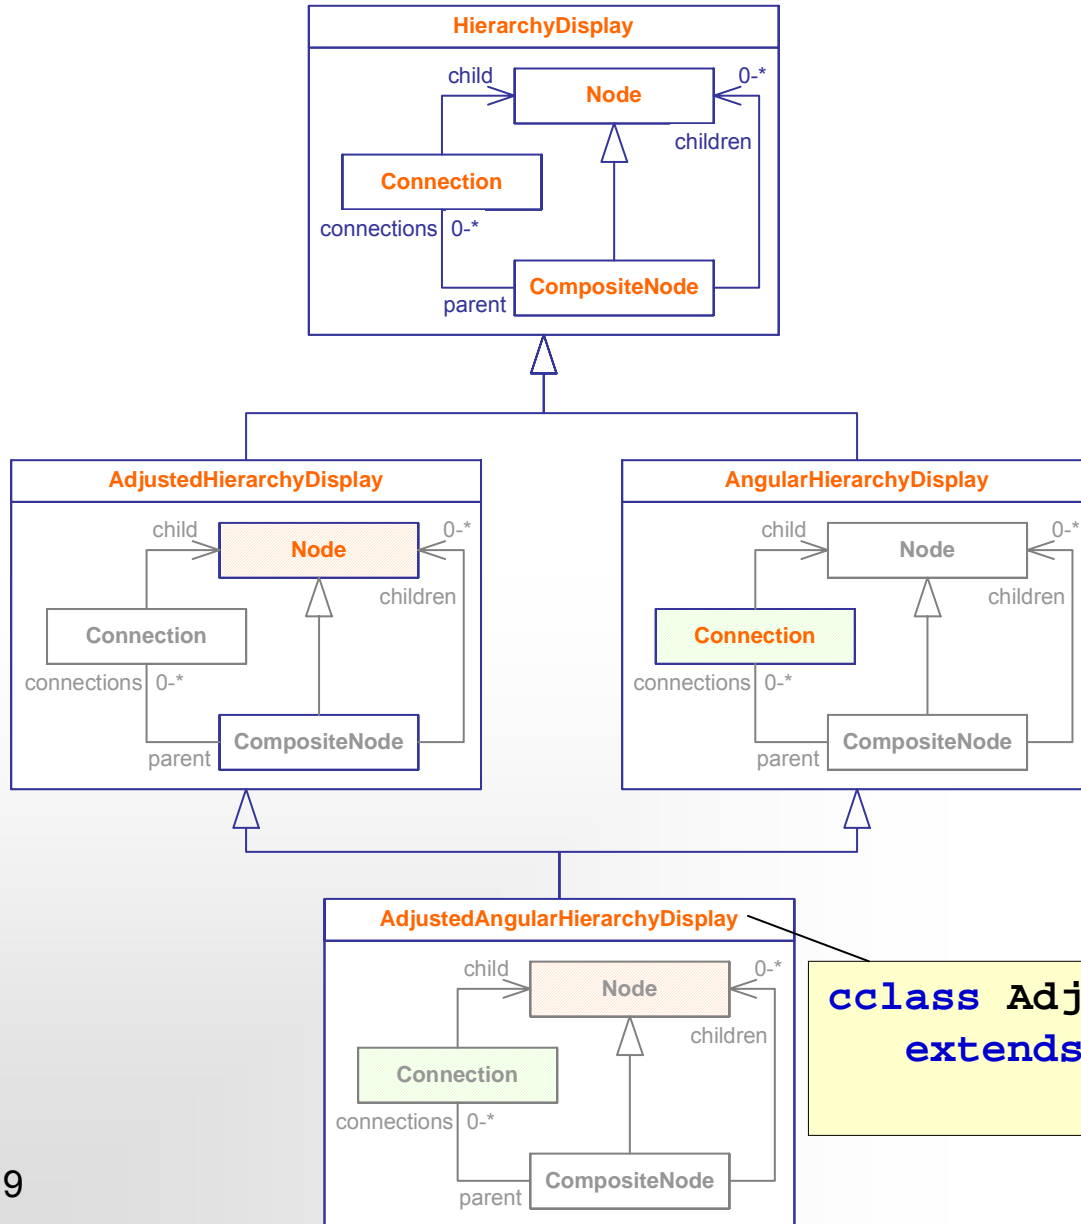 HierarchyDisplay
child
0-*
Node
children
Connection
connections
0-*
CompositeNode
parent
AdjustedHierarchyDisplay
child
0-*
Node
children
Connection
connections
0-*
CompositeNode
parent
AngularHierarchyDisplay
child
0-*
Node
children
Connection
connections
0-*
CompositeNode
parent
AdjustedAngularHierarchyDisplay
child
0-*
Node
children
Connection
connections
0-*
CompositeNode
parent
cclass Adj
extends
9